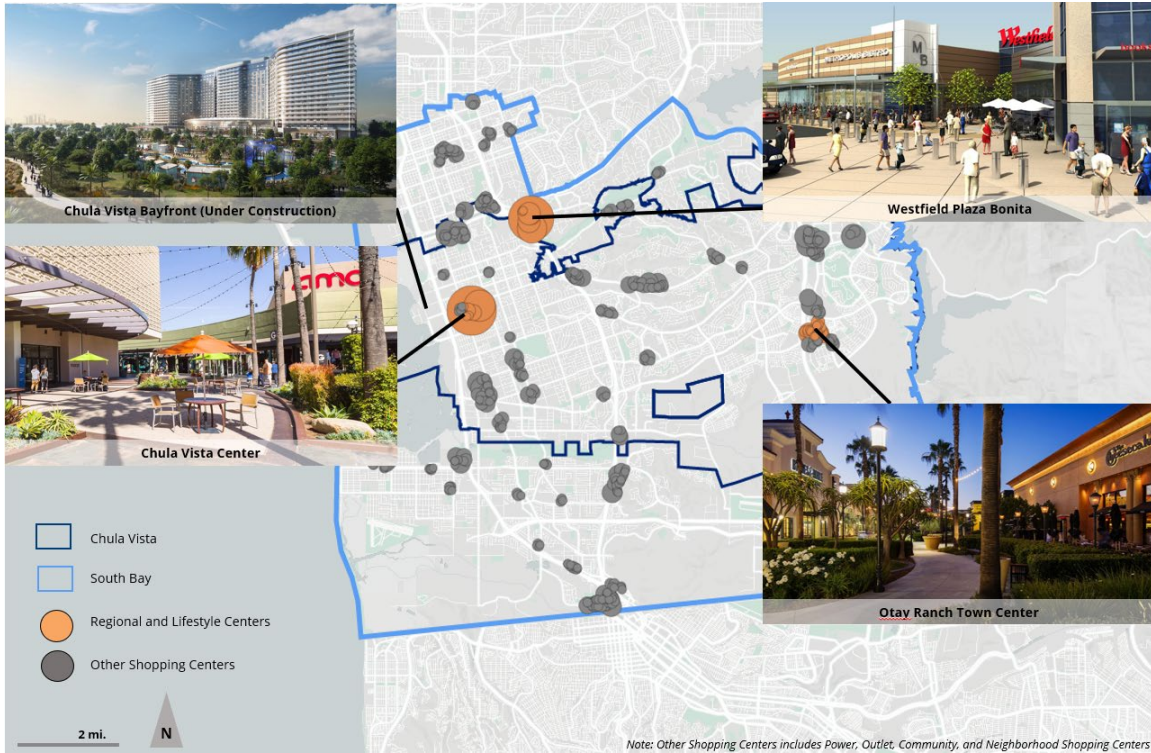 Chula Vista Bayfront (Under Construction)
Westfield
METROPOLITAN BISTRO
M
B
Westfield Plaza Bonita
amc
Chula Vista Center
Otay Ranch Town Center
Chula Vista
South Bay
Regional and Lifestyle Centers
Other Shopping Centers
2 mi.
N
Note: Other Shopping Centers includes Power, Outlet, Community, and Neighborhood Shopping Centers